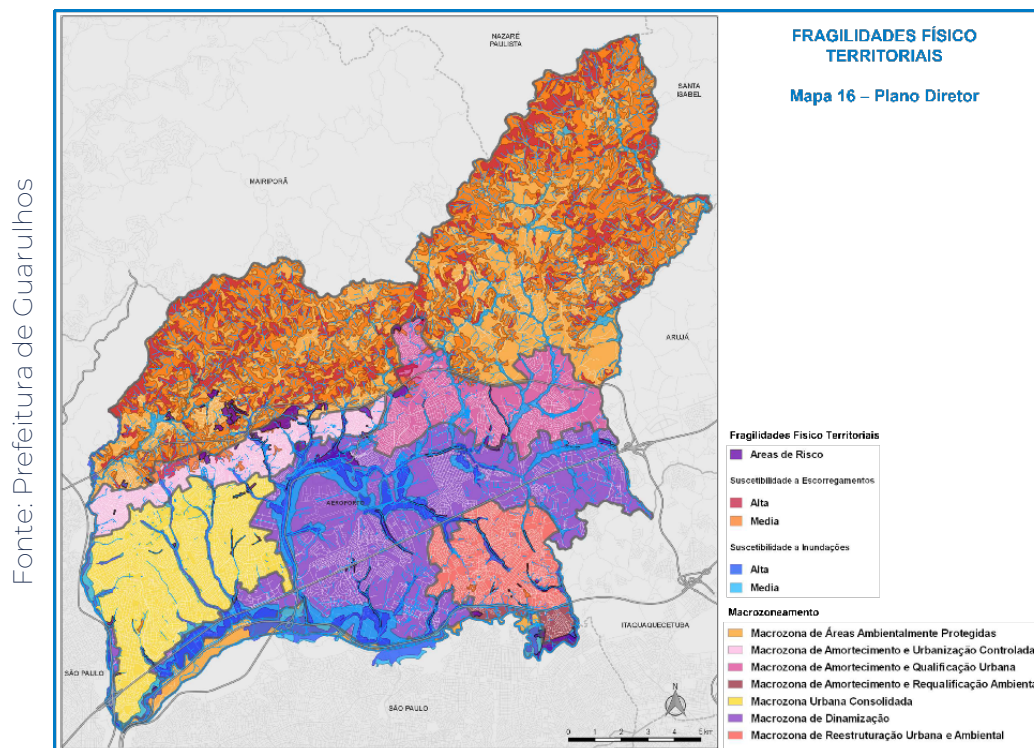 Fonte: Prefeitura de Guarulhos
FRAGILIDADES FÍSICO
TERRITORIAIS
Mapa 16 – Plano Diretor
NAZARÉ
PAULISTA
SANTA
ISABEL
MAIRIPORÃ
ARUJÁ
AEROPORTO
ITAQUAQUECETUBA
SÃO PAULO
SÃO PAULO
N
0 1 2 3 4 5 km
Fragilidades Físico Territoriais
Areas de Risco
Suscetibilidade a Escorregamentos
Alta
Media
Suscetibilidade a Inundações
Alta
Media
Macrozoneamento
Macrozona de Áreas Ambientalmente Protegidas
Macrozona de Amortecimento e Urbanização Controlada
Macrozona de Amortecimento e Qualificação Urbana
Macrozona de Amortecimento e Requalificação Ambienta
Macrozona Urbana Consolidada
Macrozona de Dinamização
Macrozona de Reestruturação Urbana e Ambiental